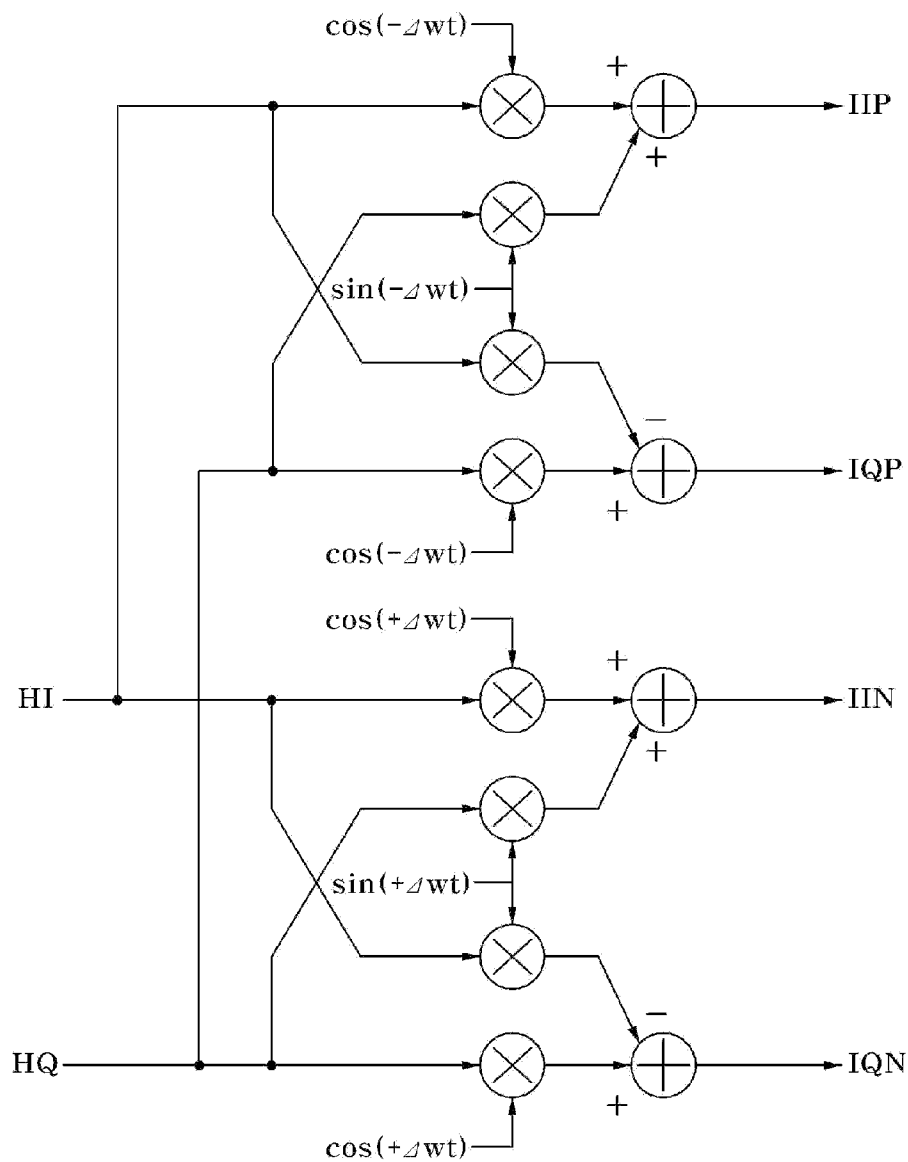 cos(-⊿wt)
+
IIP
+
sin(-⊿wt)
−
IQP
+
cos(-⊿wt)
cos(+⊿wt)
+
HI
IIN
+
sin(+⊿wt)
−
HQ
IQN
+
cos(+⊿wt)